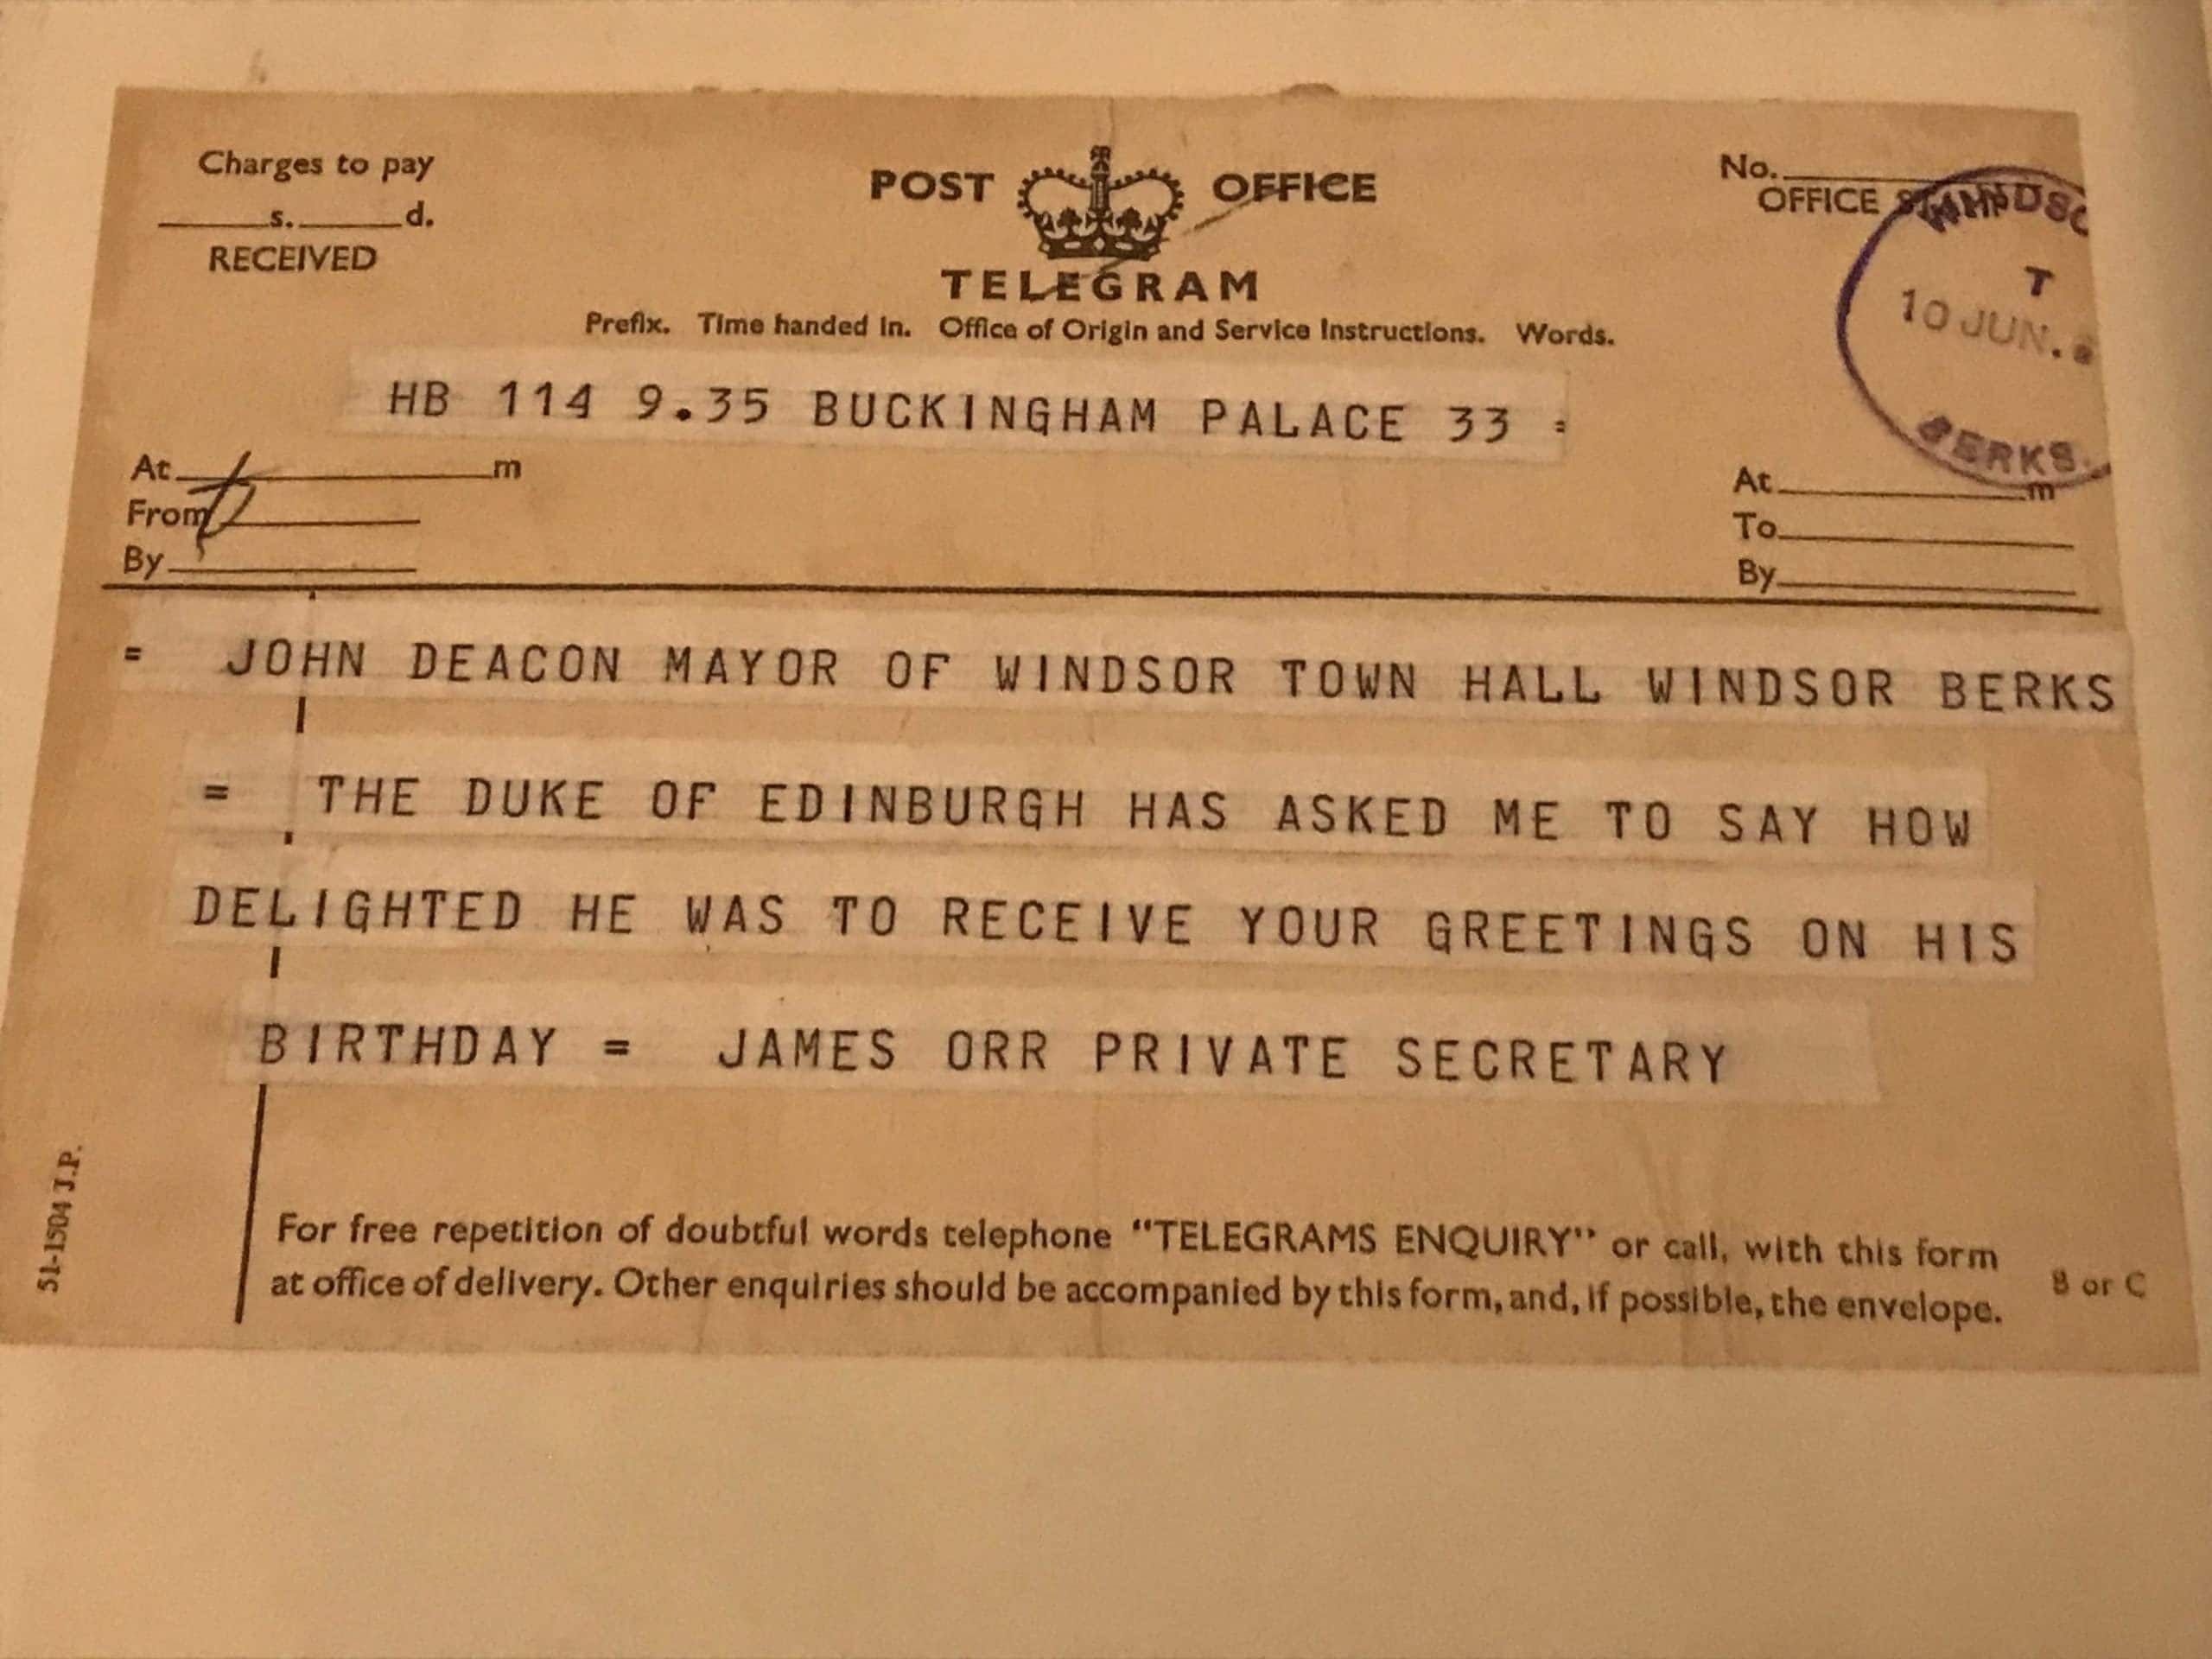 Charges to pay
s. d.
RECEIVED
POST OFFICE
TELEGRAM
Prefix. Time handed in. Office of Origin and Service Instructions. Words.
No.
OFFICE STAMP
WINDSO
T
10 JUN.
BERKS.
HB 114 9.35 BUCKINGHAM PALACE 33 =
At m
From
By
At m
To
By
= JOHN DEACON MAYOR OF WINDSOR TOWN HALL WINDSOR BERKS
= THE DUKE OF EDINBURGH HAS ASKED ME TO SAY HOW
DELIGHTED HE WAS TO RECEIVE YOUR GREETINGS ON HIS
BIRTHDAY = JAMES ORR PRIVATE SECRETARY
51-1504 J.P.
For free repetition of doubtful words telephone "TELEGRAMS ENQUIRY" or call, with this form
at office of delivery. Other enquiries should be accompanied by this form, and, if possible, the envelope.
B or C